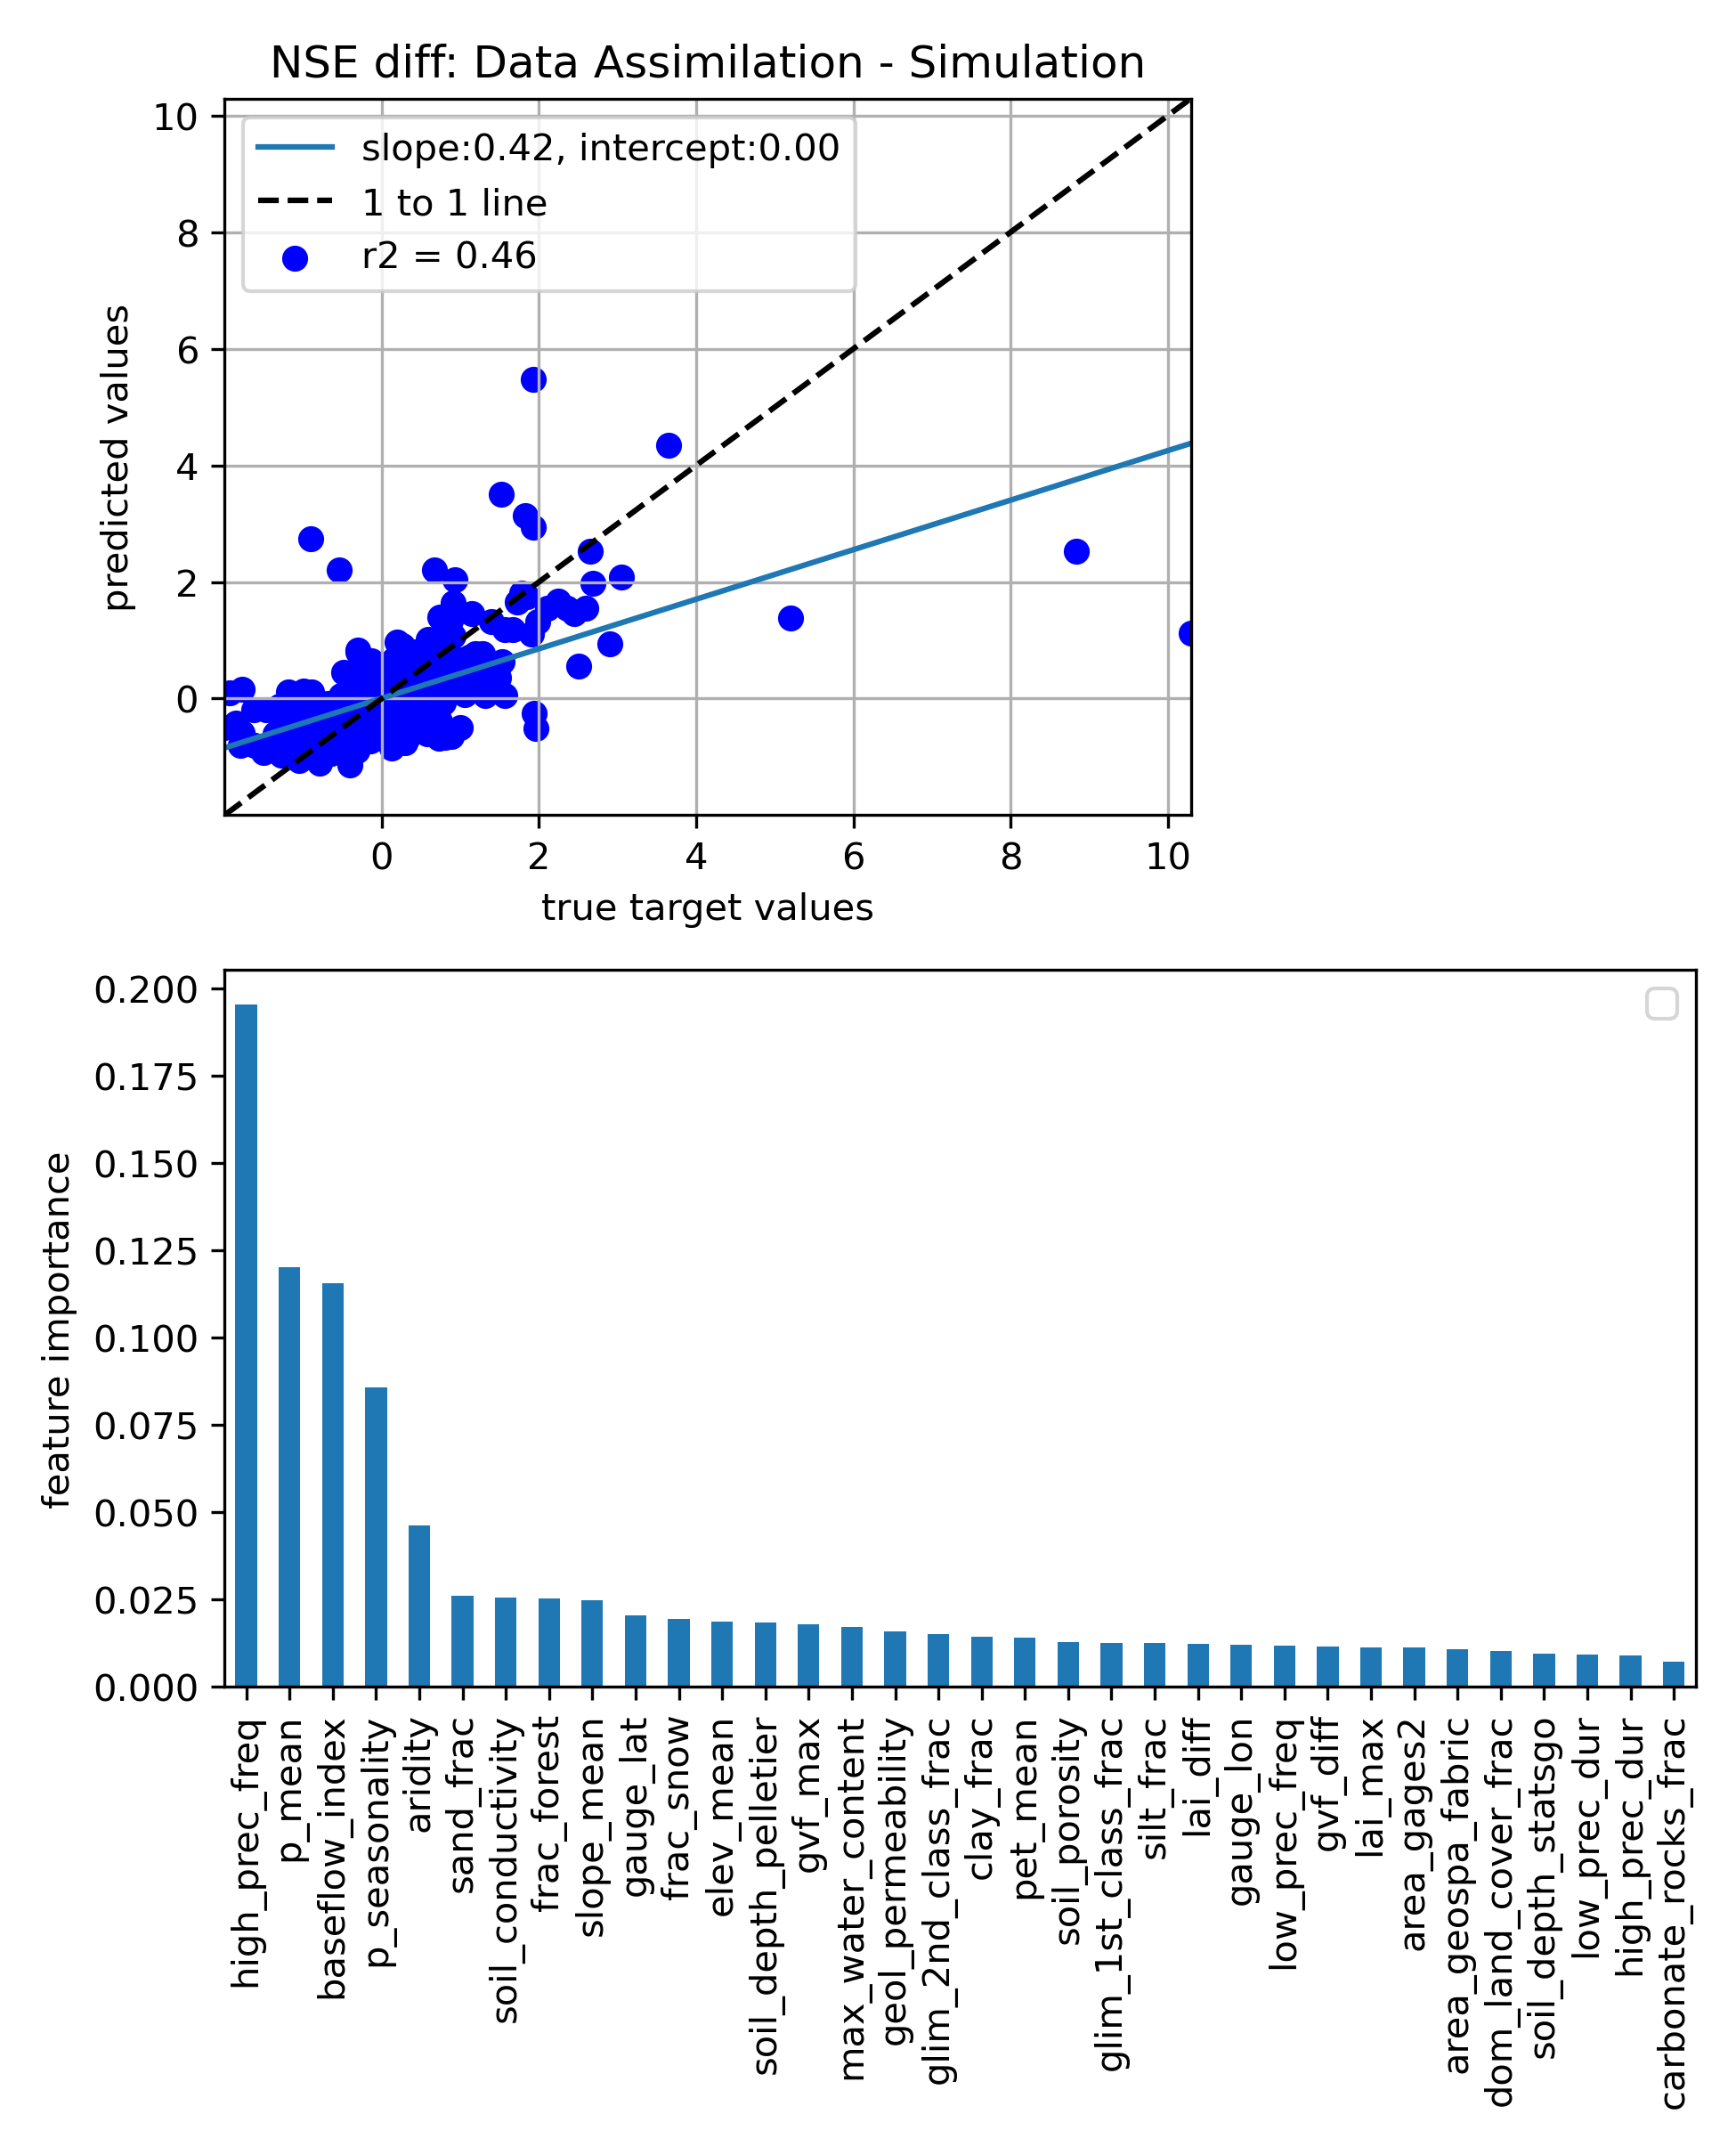 NSE diff: Data Assimilation - Simulation
10
8
6
4
2
0
predicted values
slope:0.42, intercept:0.00
1 to 1 line
r2 = 0.46
0 2 4 6 8 10
true target values
0.200
0.175
0.150
0.125
0.100
0.075
0.050
0.025
0.000
feature importance
high_prec_freq
p_mean
baseflow_index
p_seasonality
aridity
sand_frac
soil_conductivity
frac_forest
slope_mean
gauge_lat
frac_snow
elev_mean
soil_depth_pelletier
gvf_max
max_water_content
geol_permeability
glim_2nd_class_frac
clay_frac
pet_mean
soil_porosity
glim_1st_class_frac
silt_frac
lai_diff
gauge_lon
low_prec_freq
gvf_diff
lai_max
area_gages2
area_geospa_fabric
dom_land_cover_frac
soil_depth_statsgo
low_prec_dur
high_prec_dur
carbonate_rocks_frac